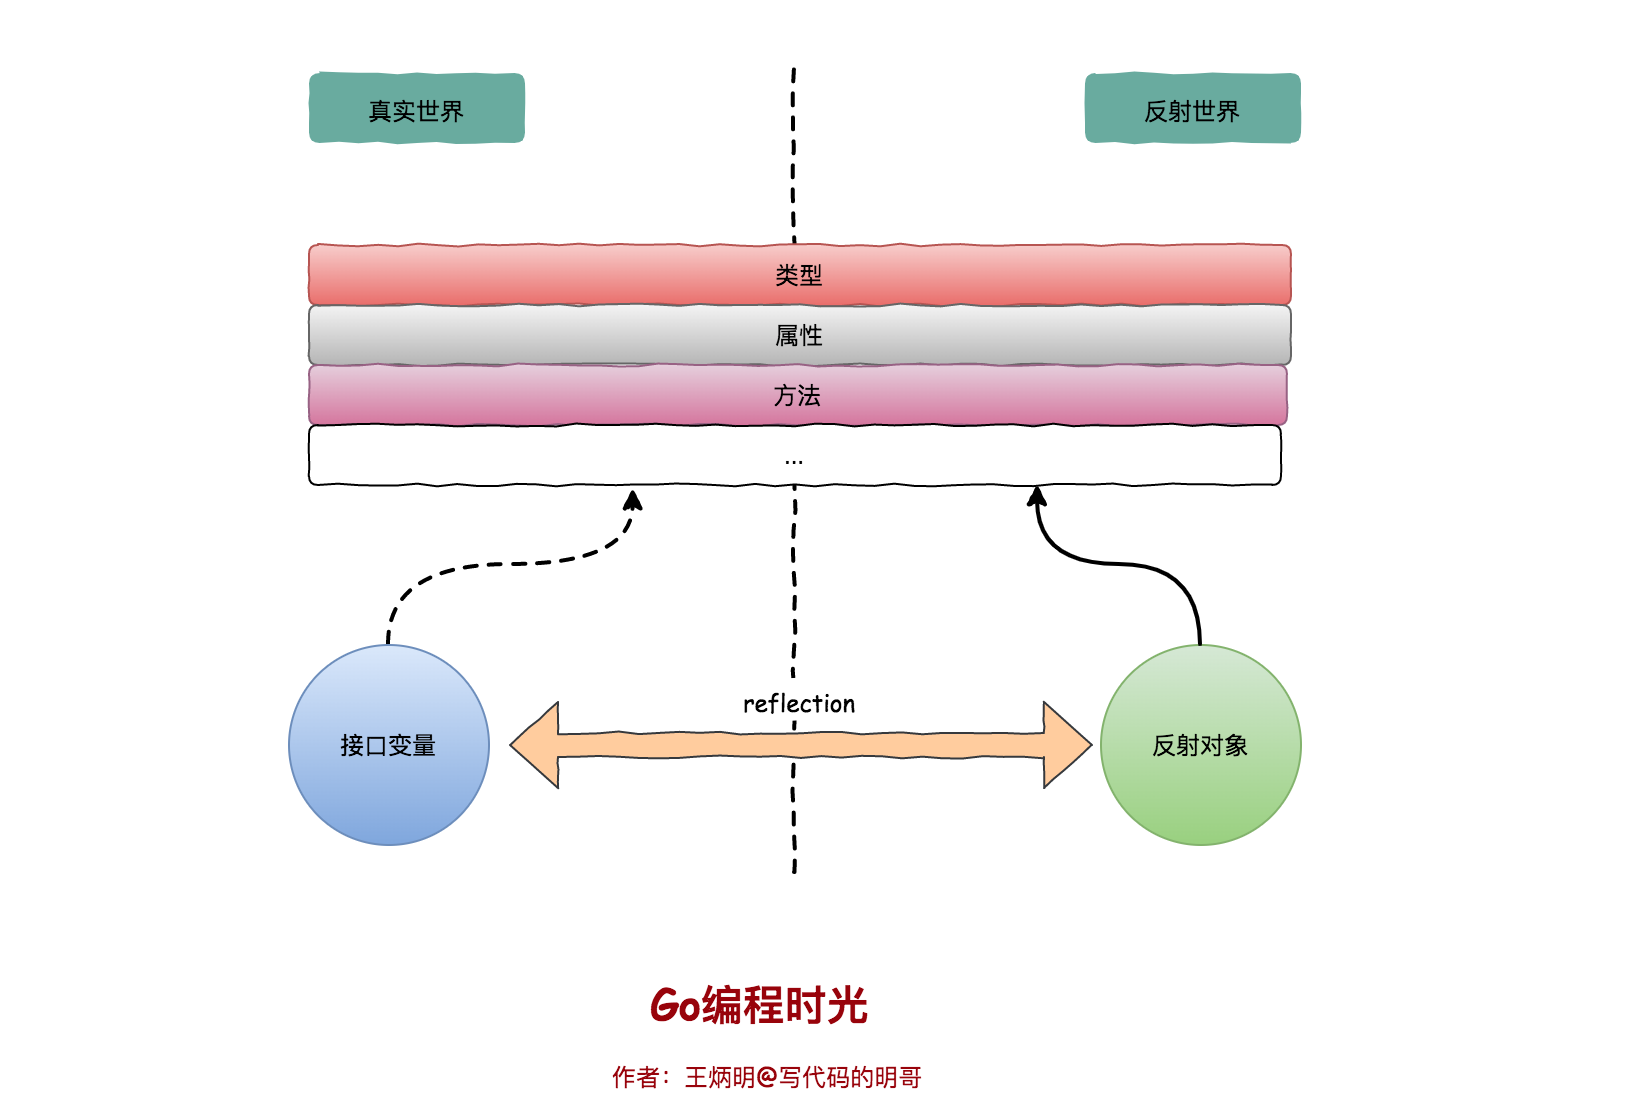 真实世界
反射世界
类型
属性
方法
...
reflection
接口变量
反射对象
Go编程时光
作者：王炳明@写代码的明哥